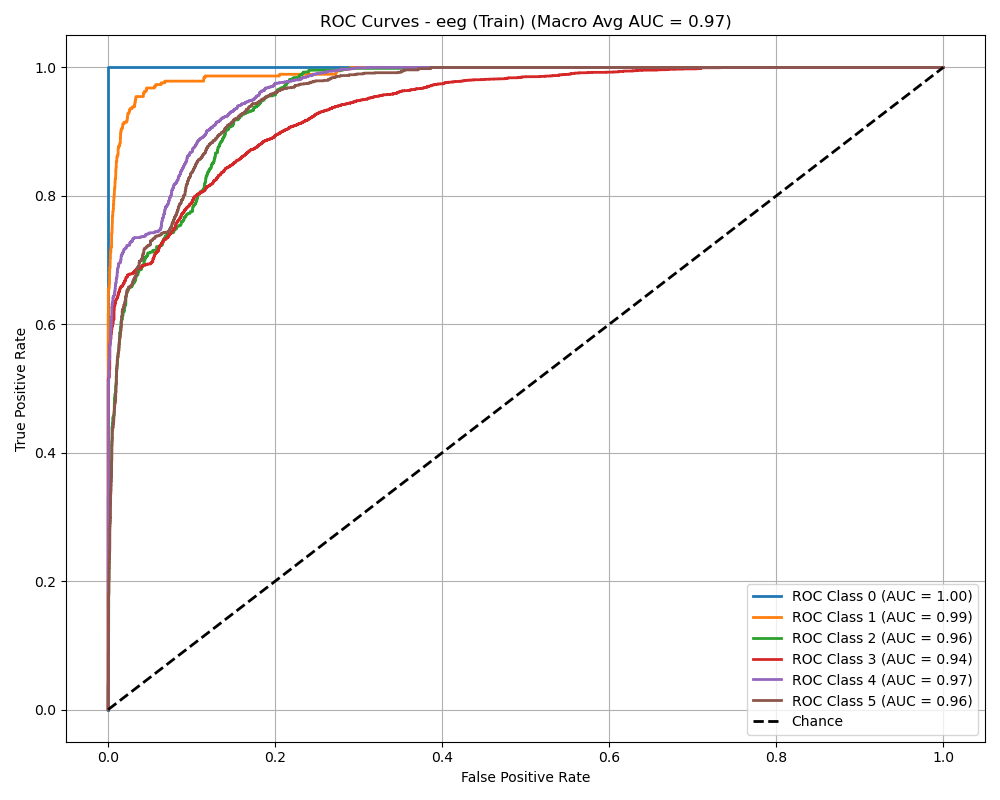 ROC Curves - eeg (Train) (Macro Avg AUC = 0.97)
True Positive Rate
1.0
0.8
0.6
0.4
0.2
0.0
ROC Class 0 (AUC = 1.00)
ROC Class 1 (AUC = 0.99)
ROC Class 2 (AUC = 0.96)
ROC Class 3 (AUC = 0.94)
ROC Class 4 (AUC = 0.97)
ROC Class 5 (AUC = 0.96)
Chance
0.0 0.2 0.4 0.6 0.8 1.0
False Positive Rate